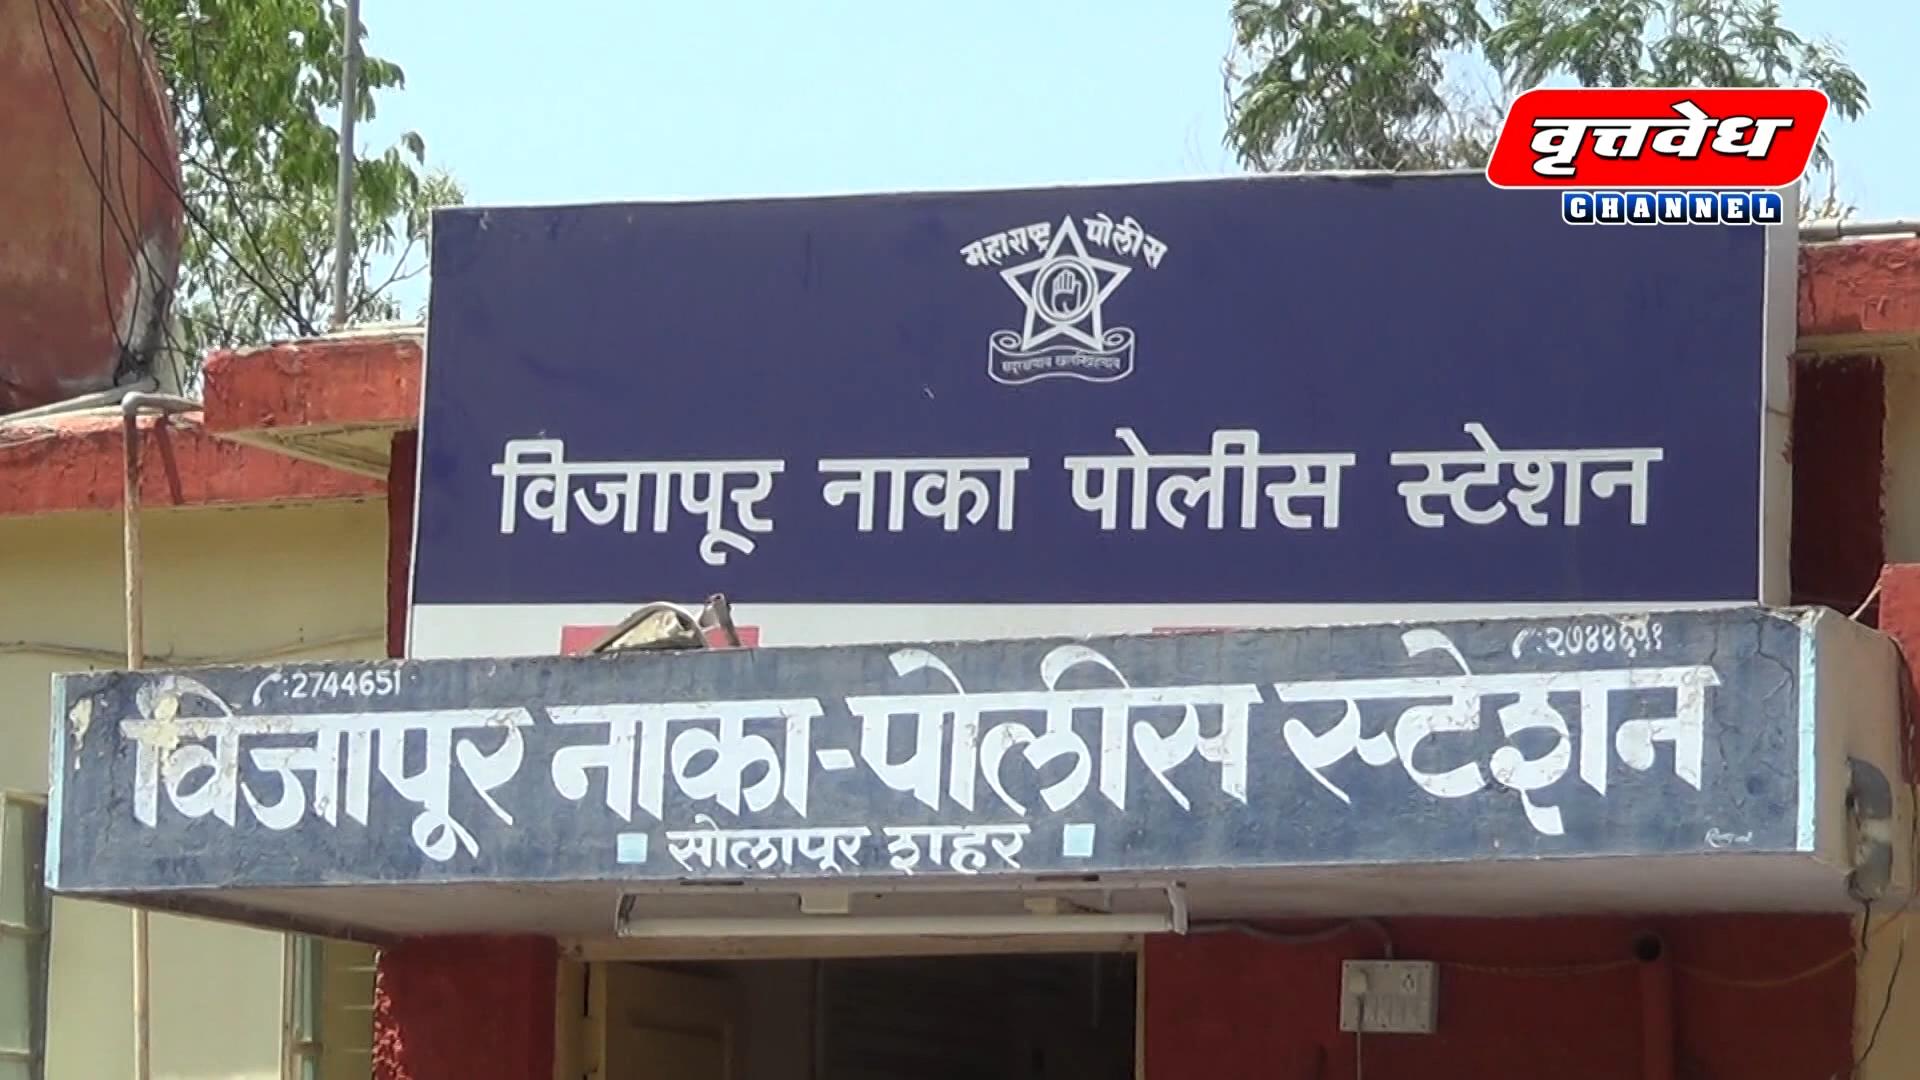 वृत्तवेध
CHANNEL
महाराष्ट्र पोलीस
विजापूर नाका पोलीस स्टेशन
:2744651
:२७४४६५१
विजापूर नाका-पोलीस स्टेशन
सोलापूर शहर